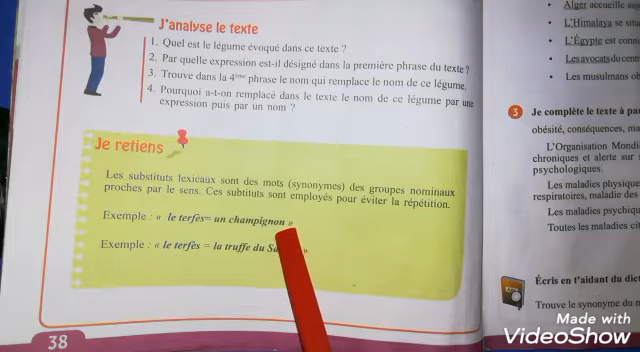 J'analyse le texte
1. Quel est le légume évoqué dans ce texte ?
2. Par quelle expression est-il désigné dans la première phrase du texte ?
3. Trouve dans la 4ème phrase le nom qui remplace le nom de ce légume.
4. Pourquoi a-t-on remplacé dans le texte le nom de ce légume par une
expression puis par un nom ?
Je retiens
Les substituts lexicaux sont des mots (synonymes) des groupes nominaux
proches par le sens. Ces subtituts sont employés pour éviter la répétition.
Exemple : « le terfès= un champignon »
Exemple : « le terfès = la truffe du
38
• Alger accueille
• L'Himalaya se
• L'Égypte est
• Les avocats du
• Les musulmans
3 Je complète le texte à
obésité, conséquences,
L'Organisation
chroniques et alerte sur
psychologiques.
Les maladies
respiratoires, maladie des
Les maladies
Toutes les maladies
Écris en t'aidant du
Trouve le synonyme du
Made with
VideoShow